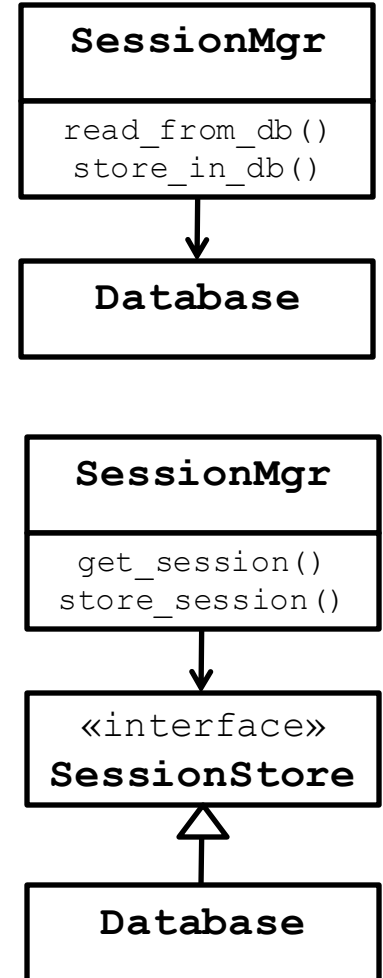 SessionMgr
read_from_db()
store_in_db()
Database
SessionMgr
get_session()
store_session()
«interface»
SessionStore
Database